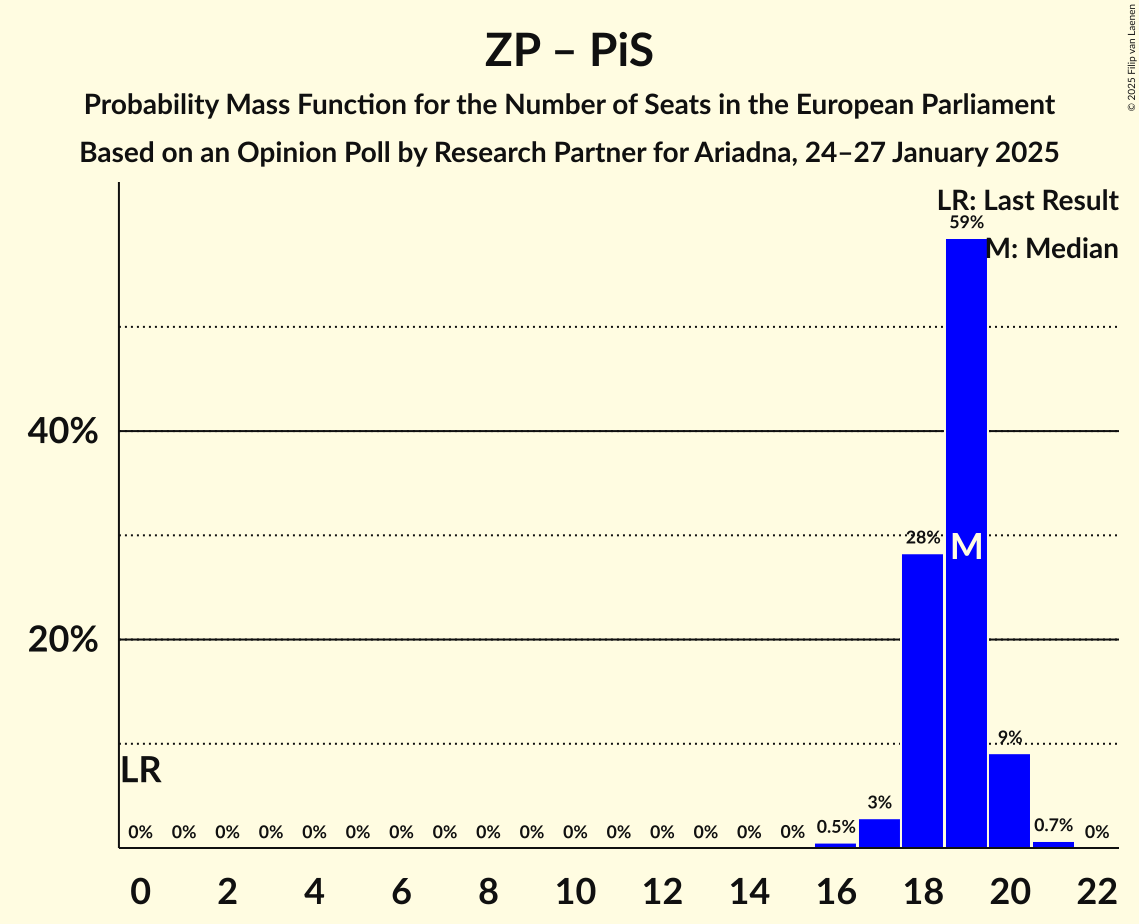 ZP – PiS
Probability Mass Function for the Number of Seats in the European Parliament
Based on an Opinion Poll by Research Partner for Ariadna, 24–27 January 2025
© 2025 Filip van Laenen
LR: Last Result
M: Median
59%
40%
28%
M
20%
9%
LR
3%
0% 0% 0% 0% 0% 0% 0% 0% 0% 0% 0% 0% 0% 0% 0% 0% 0.5% 0.7% 0%
0 2 4 6 8 10 12 14 16 18 20 22